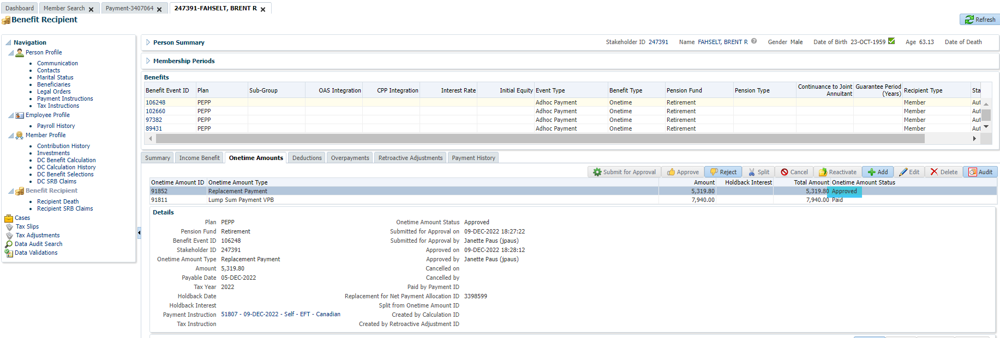 Dashboard Member Search Payment-3407064 247391-FAHSELT, BRENT R
Benefit Recipient
Refresh
Navigation
Person Profile
Communication
Contacts
Marital Status
Beneficiaries
Legal Orders
Payment Instructions
Tax Instructions
Employee Profile
Payroll History
Member Profile
Contribution History
Investments
DC Benefit Calculation
DC Calculation History
DC Benefit Selections
DC SRB Claims
Benefit Recipient
Recipient Death
Recipient SRB Claims
Cases
Tax Slips
Tax Adjustments
Data Audit Search
Data Validations
Person Summary Stakeholder ID 247391 Name FAHSELT, BRENT R Gender Male Date of Birth 23-OCT-1959 Age 63.13 Date of Death
Membership Periods
Benefits
Benefit Event ID Plan Sub-Group OAS Integration CPP Integration Interest Rate Initial Equity Event Type Benefit Type Pension Fund Pension Type Continuance to Joint Annuitant Guarantee Period (Years) Recipient Type Sta
106248 PEPP Adhoc Payment Onetime Retirement Member Aut
102660 PEPP Adhoc Payment Onetime Retirement Member Aut
97382 PEPP Adhoc Payment Onetime Retirement Member Aut
89431 PEPP Adhoc Payment Onetime Retirement Member Aut
Summary Income Benefit Onetime Amounts Deductions Overpayments Retroactive Adjustments Payment History
Submit for Approval Approve Reject Split Cancel Reactivate Add Edit Delete Audit
Onetime Amount ID Onetime Amount Type Amount Holdback Interest Total Amount Onetime Amount Status
91852 Replacement Payment 5,319.80 5,319.80 Approved
91811 Lump Sum Payment VPB 7,940.00 7,940.00 Paid
Details
Plan PEPP Onetime Amount Status Approved
Pension Fund Retirement Submitted for Approval on 09-DEC-2022 18:27:22
Benefit Event ID 106248 Submitted for Approval by Janette Paus (jpaus)
Stakeholder ID 247391 Approved on 09-DEC-2022 18:28:12
Onetime Amount Type Replacement Payment Approved by Janette Paus (jpaus)
Amount 5,319.80 Cancelled on
Payable Date 05-DEC-2022 Cancelled by
Tax Year 2022 Paid by Payment ID
Holdback Date Replacement for Net Payment Allocation ID 3398599
Holdback Interest Split from Onetime Amount ID
Payment Instruction 51807 - 09-DEC-2022 - Self - EFT - Canadian Created by Calculation ID
Tax Instruction Created by Retroactive Adjustment ID